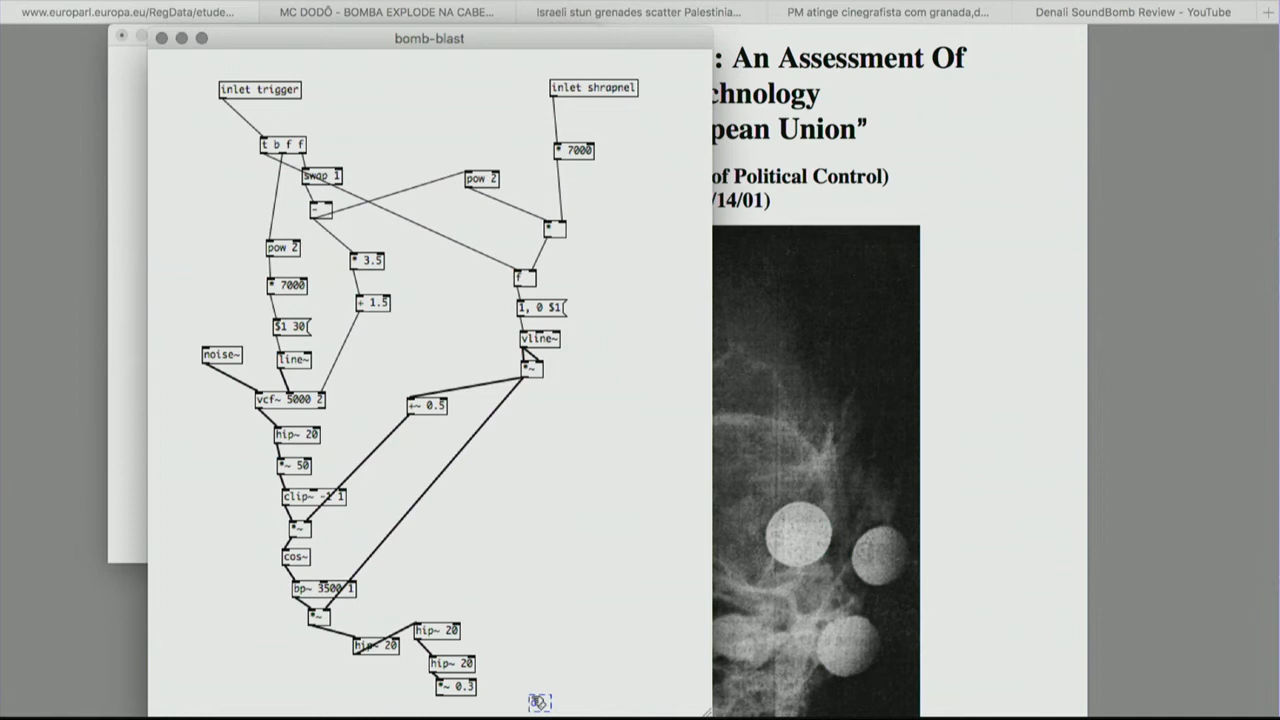 www.europarl.europa.eu/RegData/etude...
MC DODÔ - BOMBA EXPLODE NA CABE...
Israeli stun grenades scatter Palestinia...
PM atinge cinegrafista com granada,d...
Denali SoundBomb Review - YouTube
bomb-blast
: An Assessment Of
chnology
pean Union”
of Political Control)
/14/01)
inlet trigger
inlet shrapnel
t b f f
* 7000
swap 1
pow 2
-
*
pow 2
* 3.5
f
* 7000
+ 1.5
1, 0 $1
$1 30
vline~
noise~
line~
*~
vcf~ 5000 2
+~ 0.5
hip~ 20
*~ 50
clip~ -1 1
*~
cos~
bp~ 3500 1
*~
hip~ 20
hip~ 20
hip~ 20
*~ 0.3